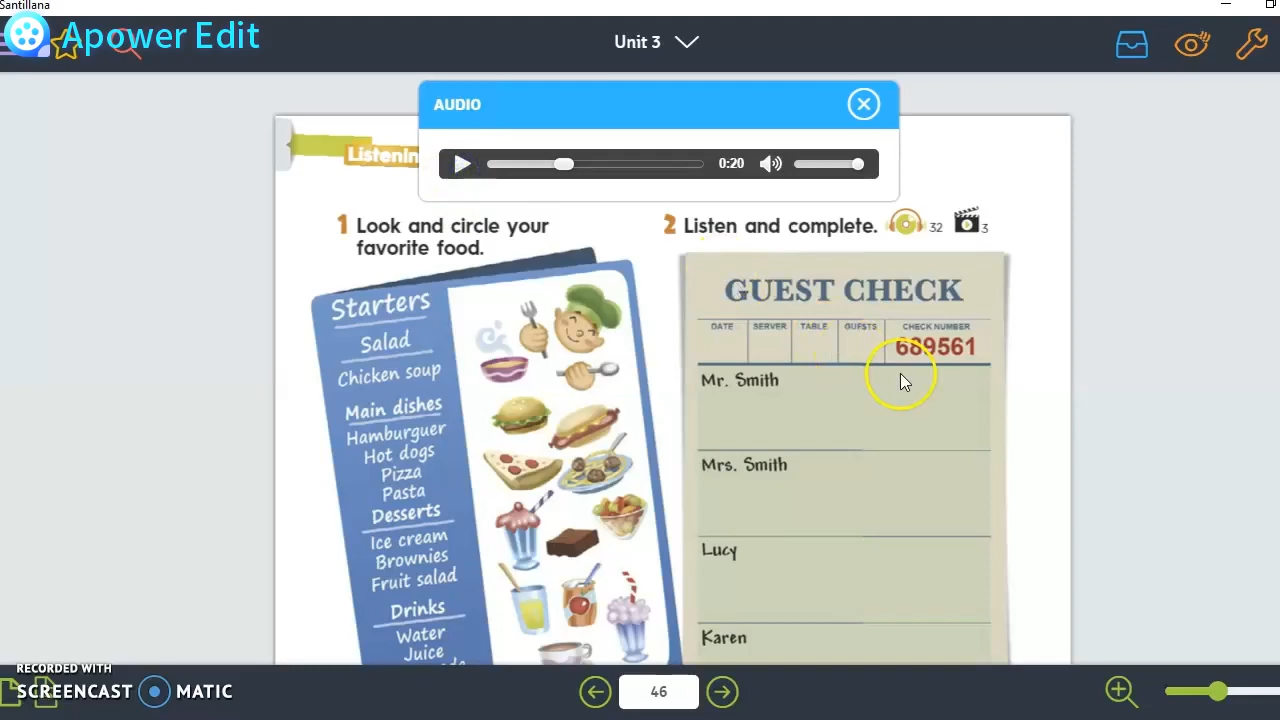 Santillana
Apower Edit
Unit 3
AUDIO
0:20
Listenin
1 Look and circle your
favorite food.
2 Listen and complete.
32
3
Starters
Salad
Chicken soup
Main dishes
Hamburguer
Hot dogs
Pizza
Pasta
Desserts
Ice cream
Brownies
Fruit salad
Drinks
Water
Juice
GUEST CHECK
DATE SERVER TABLE GUESTS CHECK NUMBER
689561
Mr. Smith
Mrs. Smith
Lucy
Karen
RECORDED WITH
SCREENCAST MATIC
46